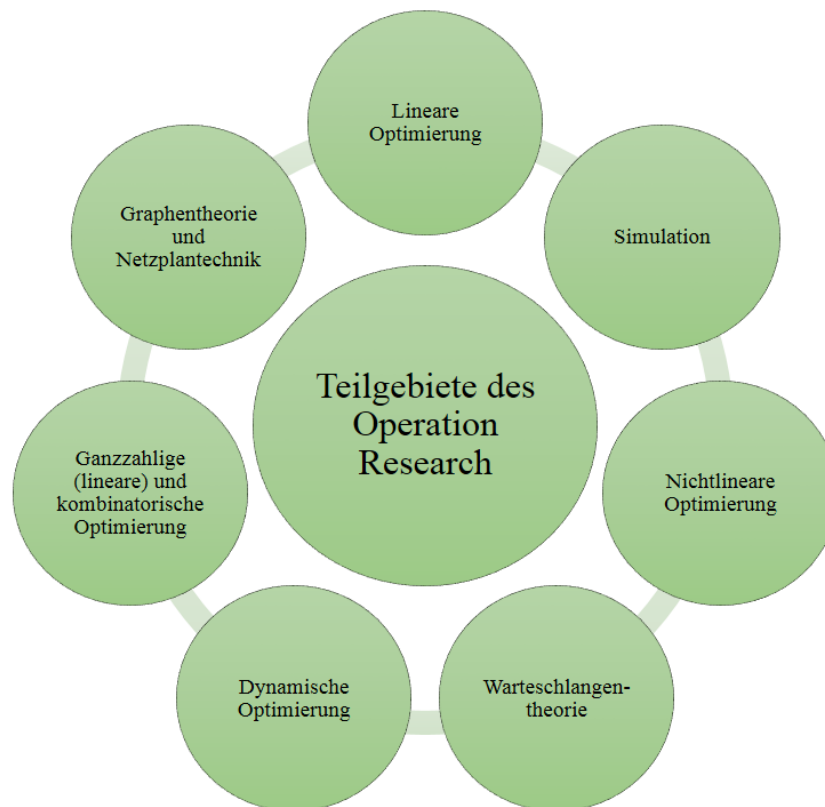 Lineare
Optimierung
Simulation
Nichtlineare
Optimierung
Warteschlangen-
theorie
Dynamische
Optimierung
Ganzzahlige
(lineare) und
kombinatorische
Optimierung
Graphentheorie
und
Netzplantechnik
Teilgebiete des
Operation
Research